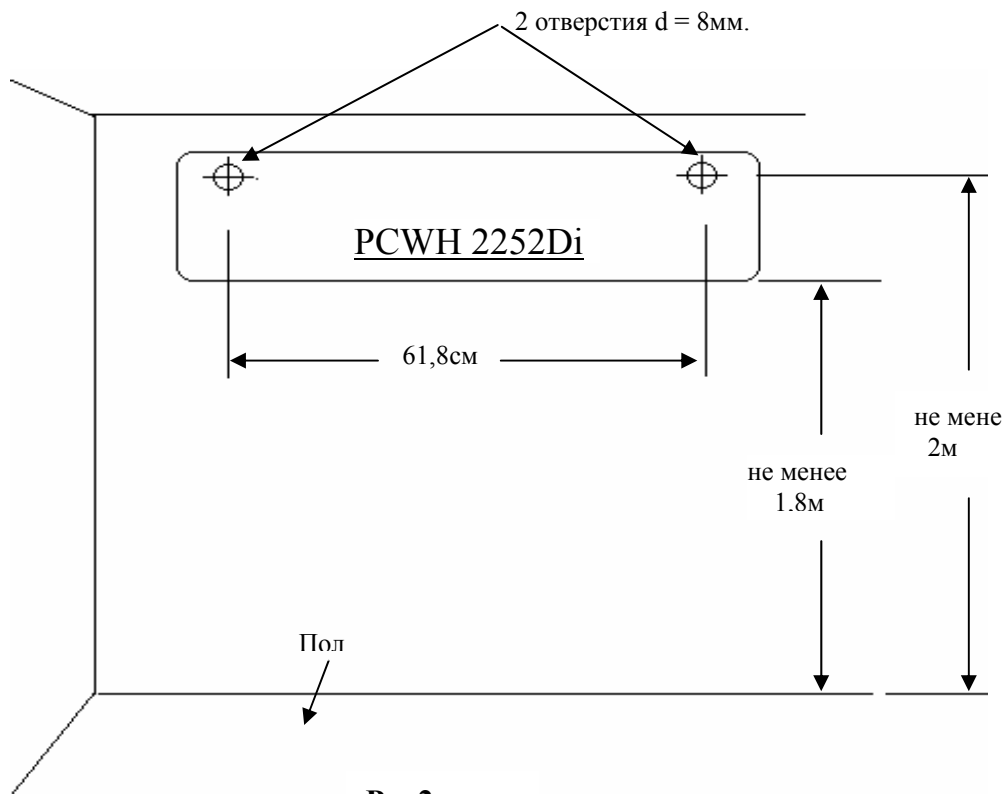 2 отверстия d = 8мм.
PCWH 2252Di
61,8см
не мене
2м
не менее
1.8м
Пол